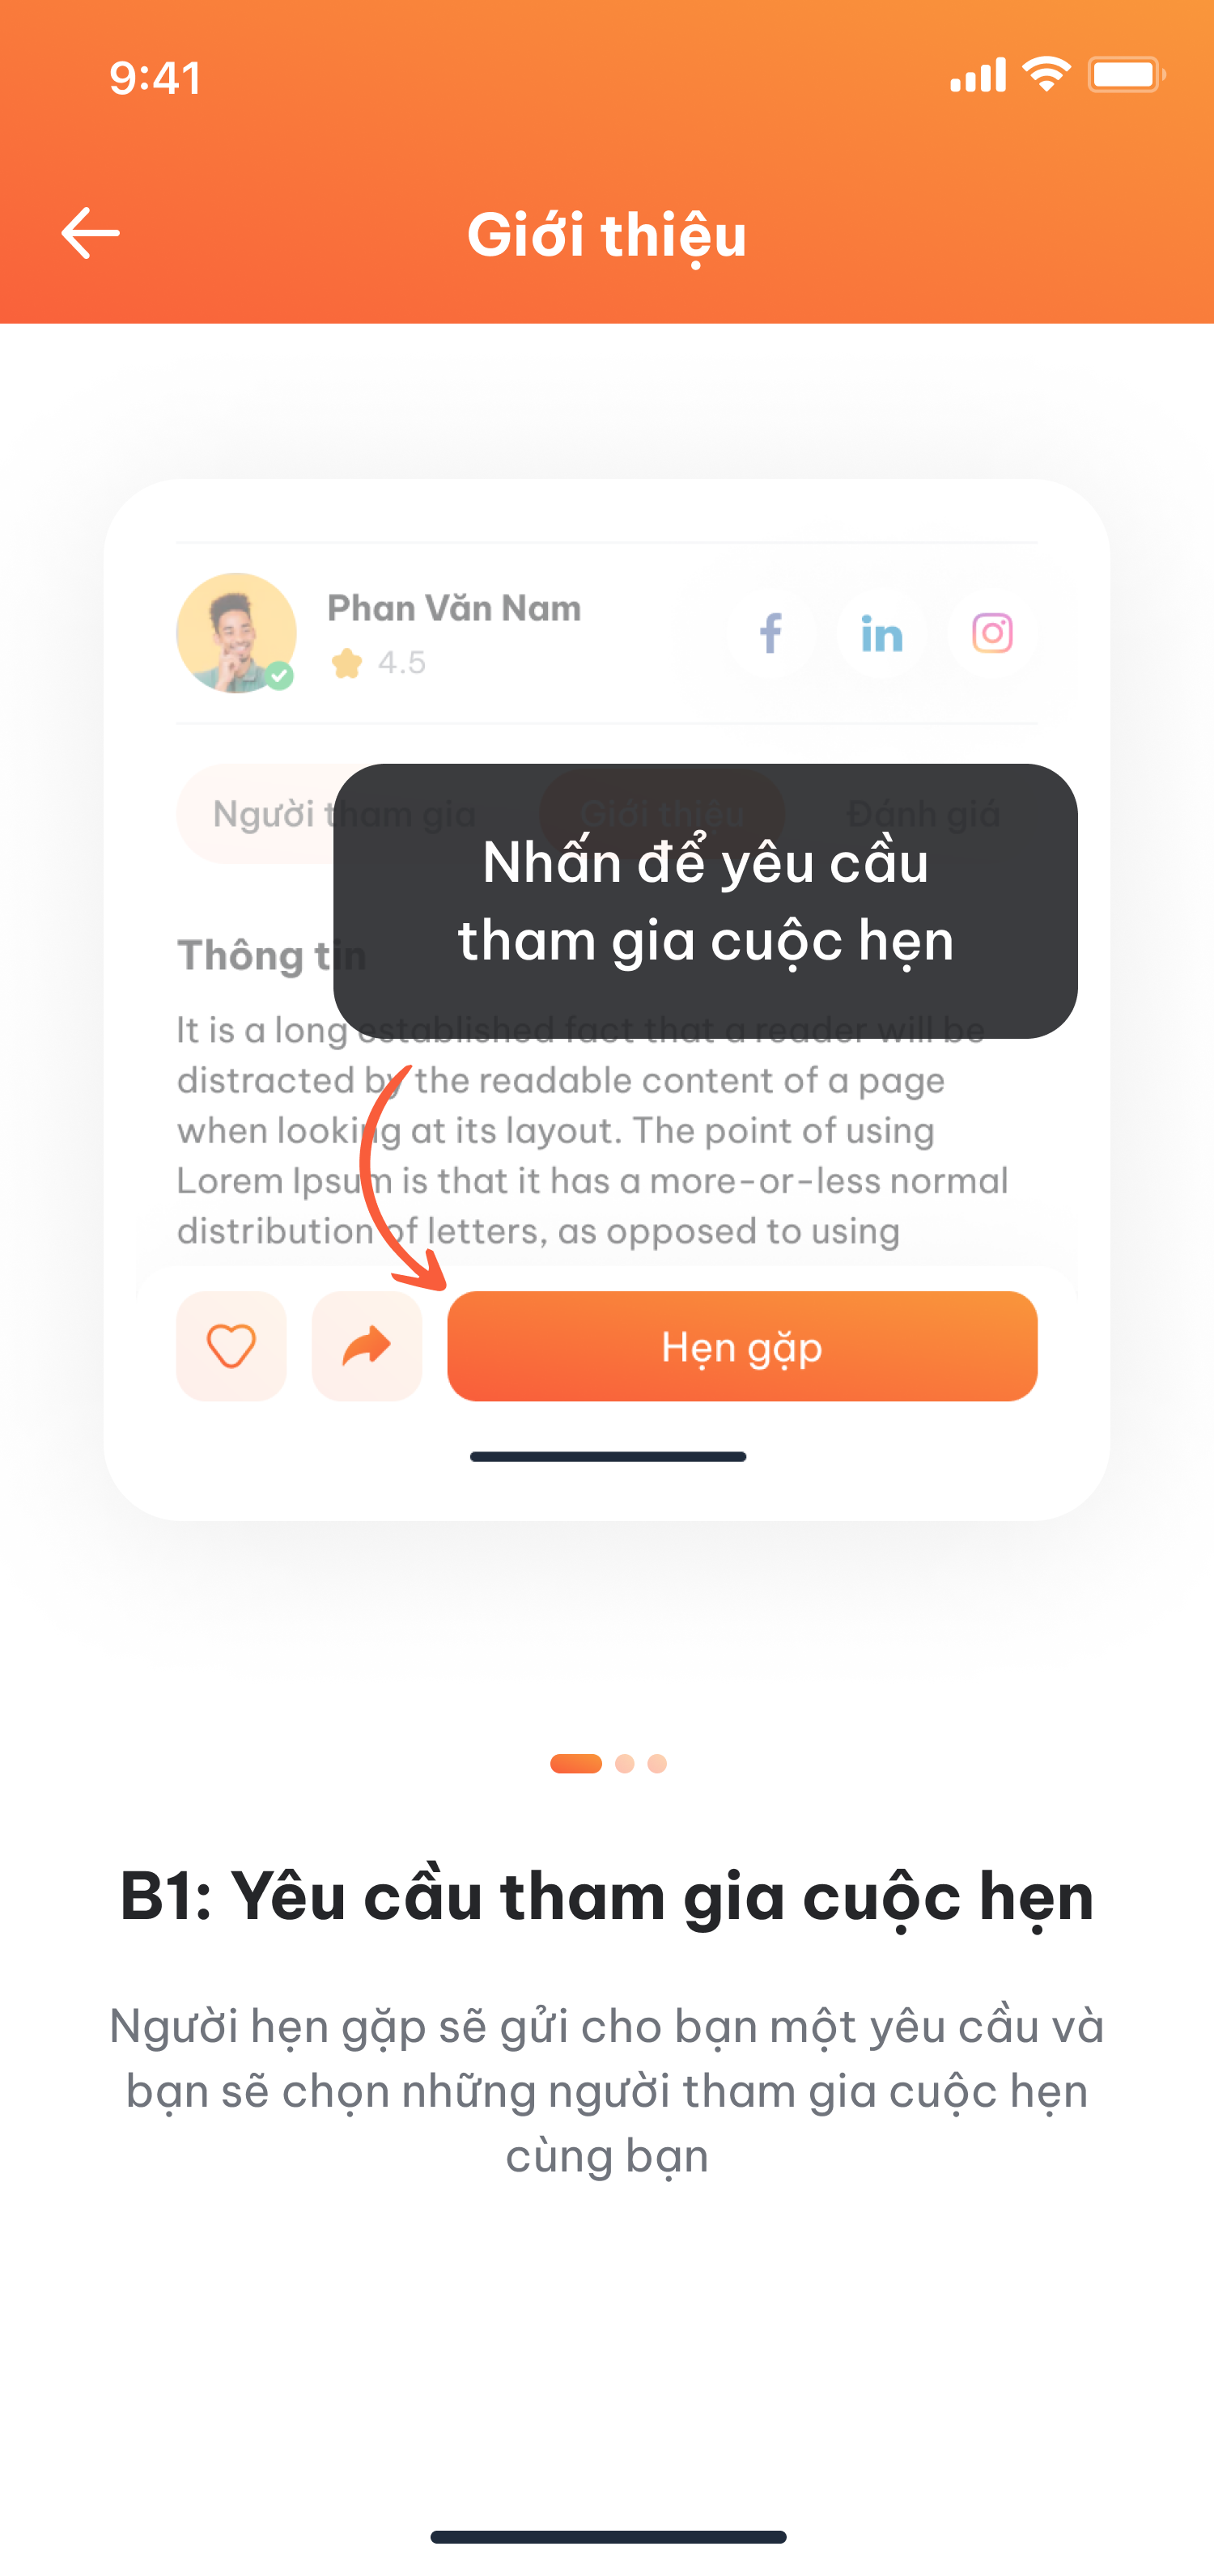 9:41
Giới thiệu
Phan Văn Nam
4.5
Người tham gia
Giới thiệu
Đánh giá
Nhấn để yêu cầu
tham gia cuộc hẹn
Thông tin
It is a long established fact that a reader will be
distracted by the readable content of a page
when looking at its layout. The point of using
Lorem Ipsum is that it has a more-or-less normal
distribution of letters, as opposed to using
Hẹn gặp
B1: Yêu cầu tham gia cuộc hẹn
Người hẹn gặp sẽ gửi cho bạn một yêu cầu và
bạn sẽ chọn những người tham gia cuộc hẹn
cùng bạn